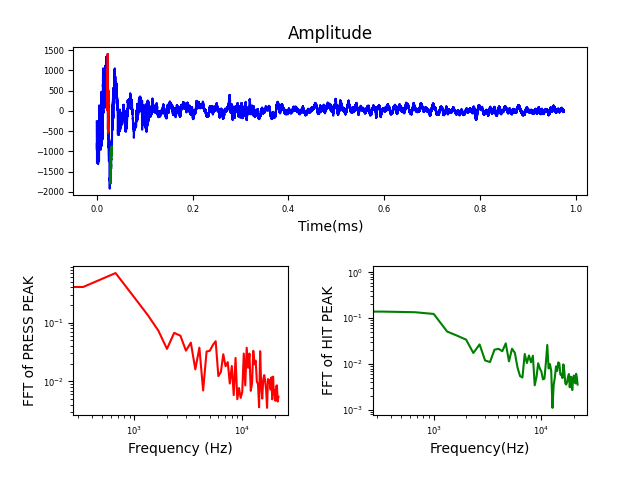 Amplitude
1500
1000
500
0
−500
−1000
−1500
−2000
0.0 0.2 0.4 0.6 0.8 1.0
Time(ms)
FFT of PRESS PEAK
10⁻¹
10⁻²
10³ 10⁴
Frequency (Hz)
FFT of HIT PEAK
10⁰
10⁻¹
10⁻²
10⁻³
10³ 10⁴
Frequency(Hz)